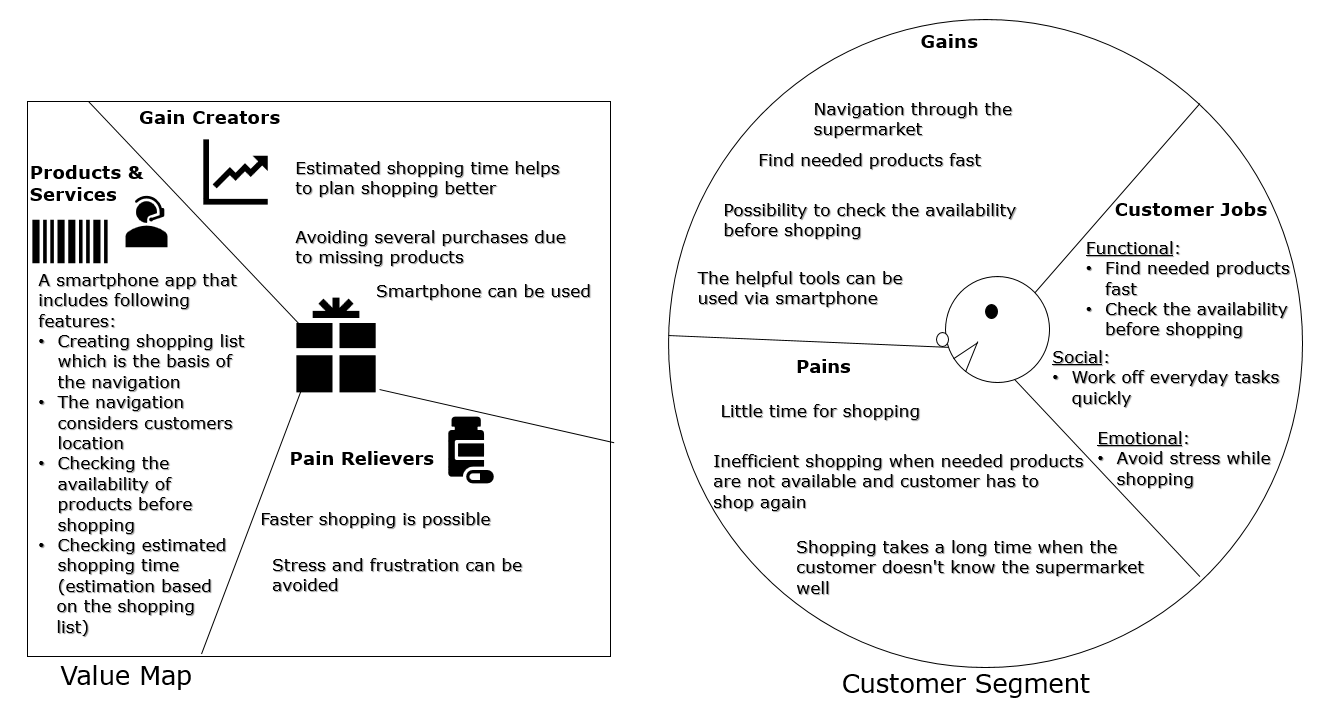 Gain Creators
Estimated shopping time helps
to plan shopping better
Avoiding several purchases due
to missing products
Smartphone can be used
Products &
Services
A smartphone app that
includes following
features:
• Creating shopping list
which is the basis of
the navigation
• The navigation
considers customers
location
• Checking the
availability of
products before
shopping
• Checking estimated
shopping time
(estimation based
on the shopping
list)
Pain Relievers
Faster shopping is possible
Stress and frustration can be
avoided
Value Map
Gains
Navigation through the
supermarket
Find needed products fast
Possibility to check the availability
before shopping
The helpful tools can be
used via smartphone
Customer Jobs
Functional:
• Find needed products
fast
• Check the availability
before shopping
Social:
• Work off everyday tasks
quickly
Emotional:
• Avoid stress while
shopping
Pains
Little time for shopping
Inefficient shopping when needed products
are not available and customer has to
shop again
Shopping takes a long time when the
customer doesn't know the supermarket
well
Customer Segment